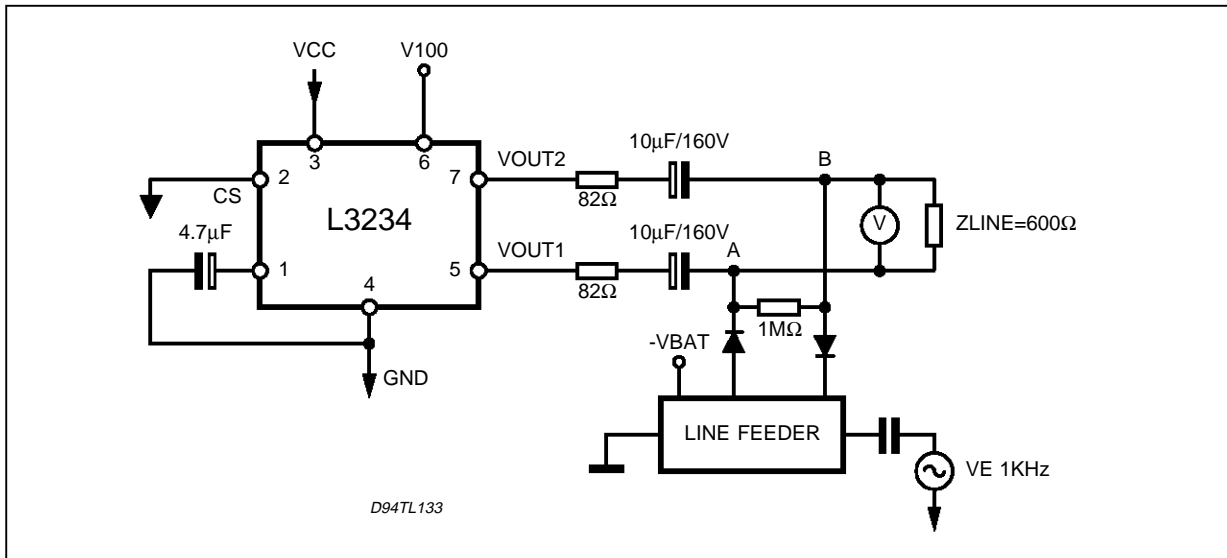 VCC
V100
3
6
10µF/160V
B
2
CS
7
VOUT2
82Ω
L3234
4.7µF
V
ZLINE=600Ω
10µF/160V
A
1
4
5
VOUT1
82Ω
1MΩ
-VBAT
GND
LINE FEEDER
VE 1KHz
D94TL133